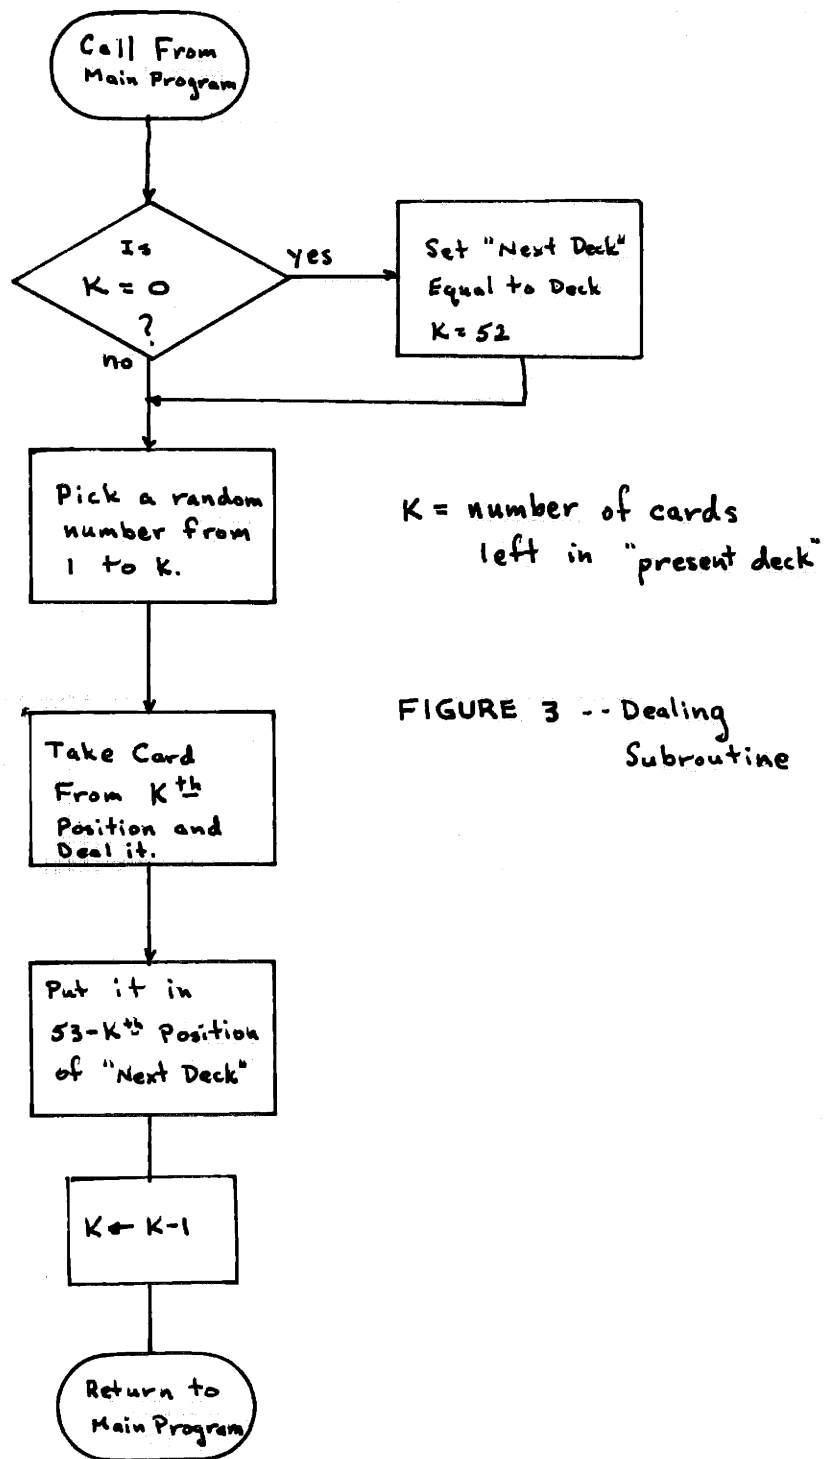 Call From
Main Program
Is
K = 0
?
yes
no
Set "Next Deck"
Equal to Deck
K = 52
Pick a random
number from
1 to K.
K = number of cards
left in "present deck"
Take Card
From Kth
Position and
Deal it.
FIGURE 3 -- Dealing
Subroutine
Put it in
53-Kth Position
of "Next Deck"
K ← K-1
Return to
Main Program